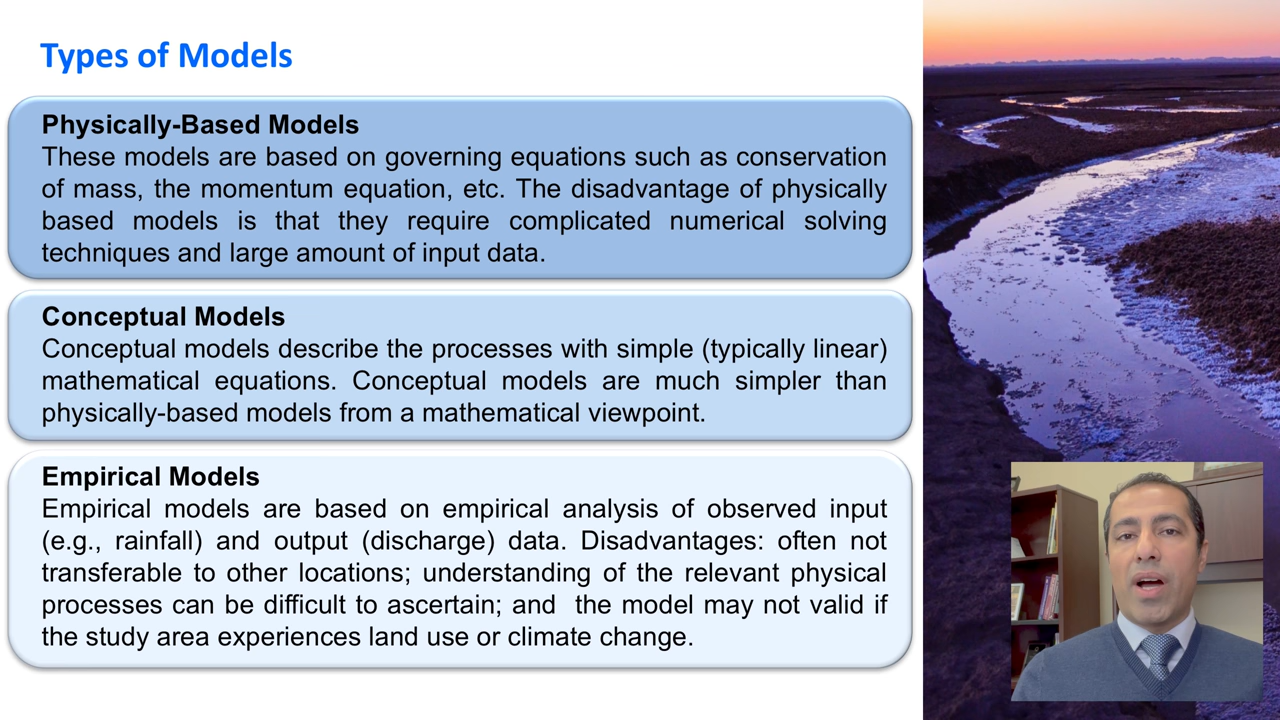 Types of Models
Physically-Based Models
These models are based on governing equations such as conservation
of mass, the momentum equation, etc. The disadvantage of physically
based models is that they require complicated numerical solving
techniques and large amount of input data.
Conceptual Models
Conceptual models describe the processes with simple (typically linear)
mathematical equations. Conceptual models are much simpler than
physically-based models from a mathematical viewpoint.
Empirical Models
Empirical models are based on empirical analysis of observed input
(e.g., rainfall) and output (discharge) data. Disadvantages: often not
transferable to other locations; understanding of the relevant physical
processes can be difficult to ascertain; and the model may not valid if
the study area experiences land use or climate change.